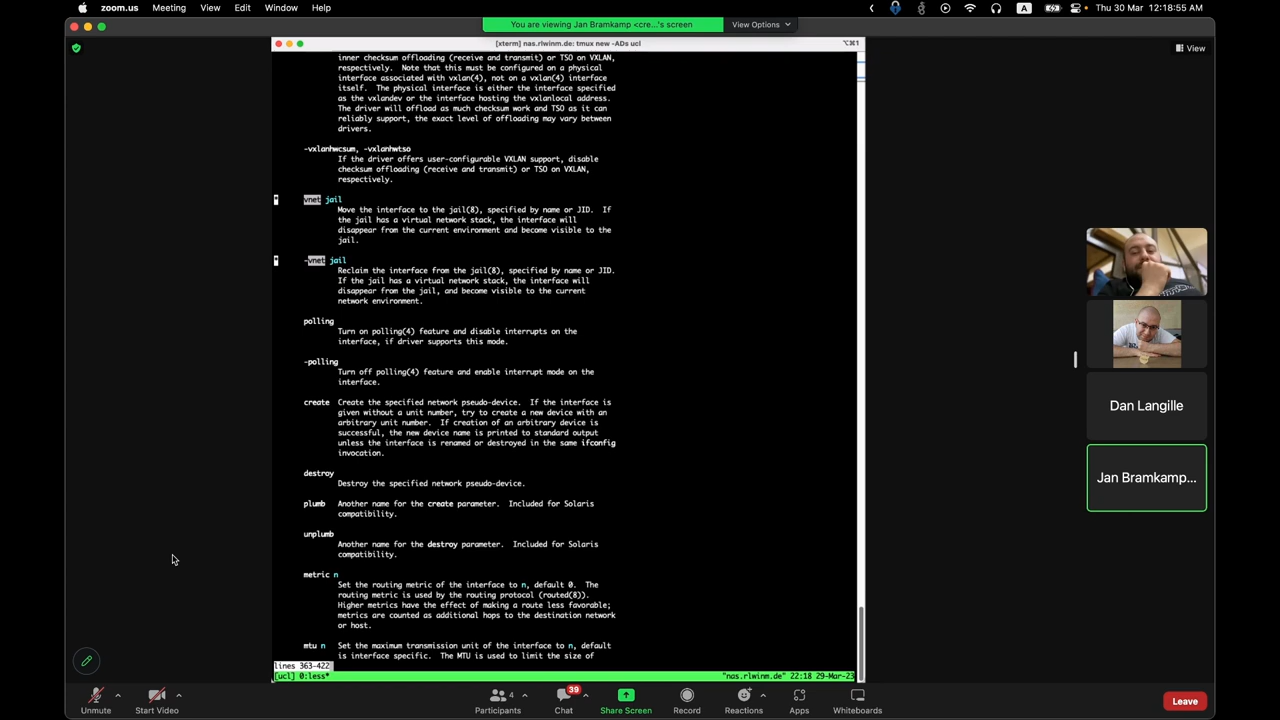 zoom.us Meeting View Edit Window Help
A
Thu 30 Mar 12:18:55 AM
You are viewing Jan Bramkamp <cre...'s screen
View Options
View
[xterm] nas.rlwinm.de: tmux new -ADs ucl
⌥⌘1
inner checksum offloading (receive and transmit) or TSO on VXLAN,
respectively. Note that this must be configured on a physical
interface associated with vxlan(4), not on a vxlan(4) interface
itself. The physical interface is either the interface specified
as the vxlandev or the interface hosting the vxlanlocal address.
The driver will offload as much checksum work and TSO as it can
reliably support, the exact level of offloading may vary between
drivers.
-vxlanhwcsum, -vxlanhwtso
If the driver offers user-configurable VXLAN support, disable
checksum offloading (receive and transmit) or TSO on VXLAN,
respectively.
* vnet jail
Move the interface to the jail(8), specified by name or JID. If
the jail has a virtual network stack, the interface will
disappear from the current environment and become visible to the
jail.
* -vnet jail
Reclaim the interface from the jail(8), specified by name or JID.
If the jail has a virtual network stack, the interface will
disappear from the jail, and become visible to the current
network environment.
polling
Turn on polling(4) feature and disable interrupts on the
interface, if driver supports this mode.
-polling
Turn off polling(4) feature and enable interrupt mode on the
interface.
create Create the specified network pseudo-device. If the interface is
given without a unit number, try to create a new device with an
arbitrary unit number. If creation of an arbitrary device is
successful, the new device name is printed to standard output
unless the interface is renamed or destroyed in the same ifconfig
invocation.
destroy
Destroy the specified network pseudo-device.
plumb Another name for the create parameter. Included for Solaris
compatibility.
unplumb
Another name for the destroy parameter. Included for Solaris
compatibility.
metric n
Set the routing metric of the interface to n, default 0. The
routing metric is used by the routing protocol (routed(8)).
Higher metrics have the effect of making a route less favorable;
metrics are counted as additional hops to the destination network
or host.
mtu n Set the maximum transmission unit of the interface to n, default
is interface specific. The MTU is used to limit the size of
lines 363-422
[ucl] 0:less*
"nas.rlwinm.de" 22:18 29-Mar-23
Dan Langille
Jan Bramkamp...
Unmute
Start Video
Participants
4
Chat
39
Share Screen
Record
Reactions
Apps
Whiteboards
Leave